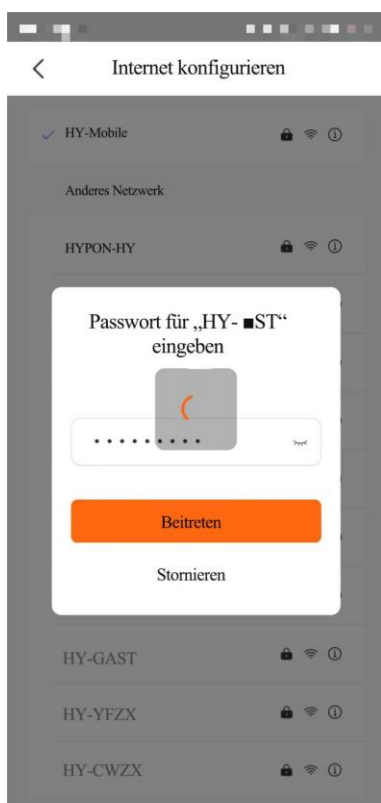 Internet konfigurieren
HY-Mobile
Anderes Netzwerk
HYPON-HY
Passwort für „HY- ■ST“
eingeben
Beitreten
Stornieren
HY-GAST
HY-YFZX
HY-CWZX